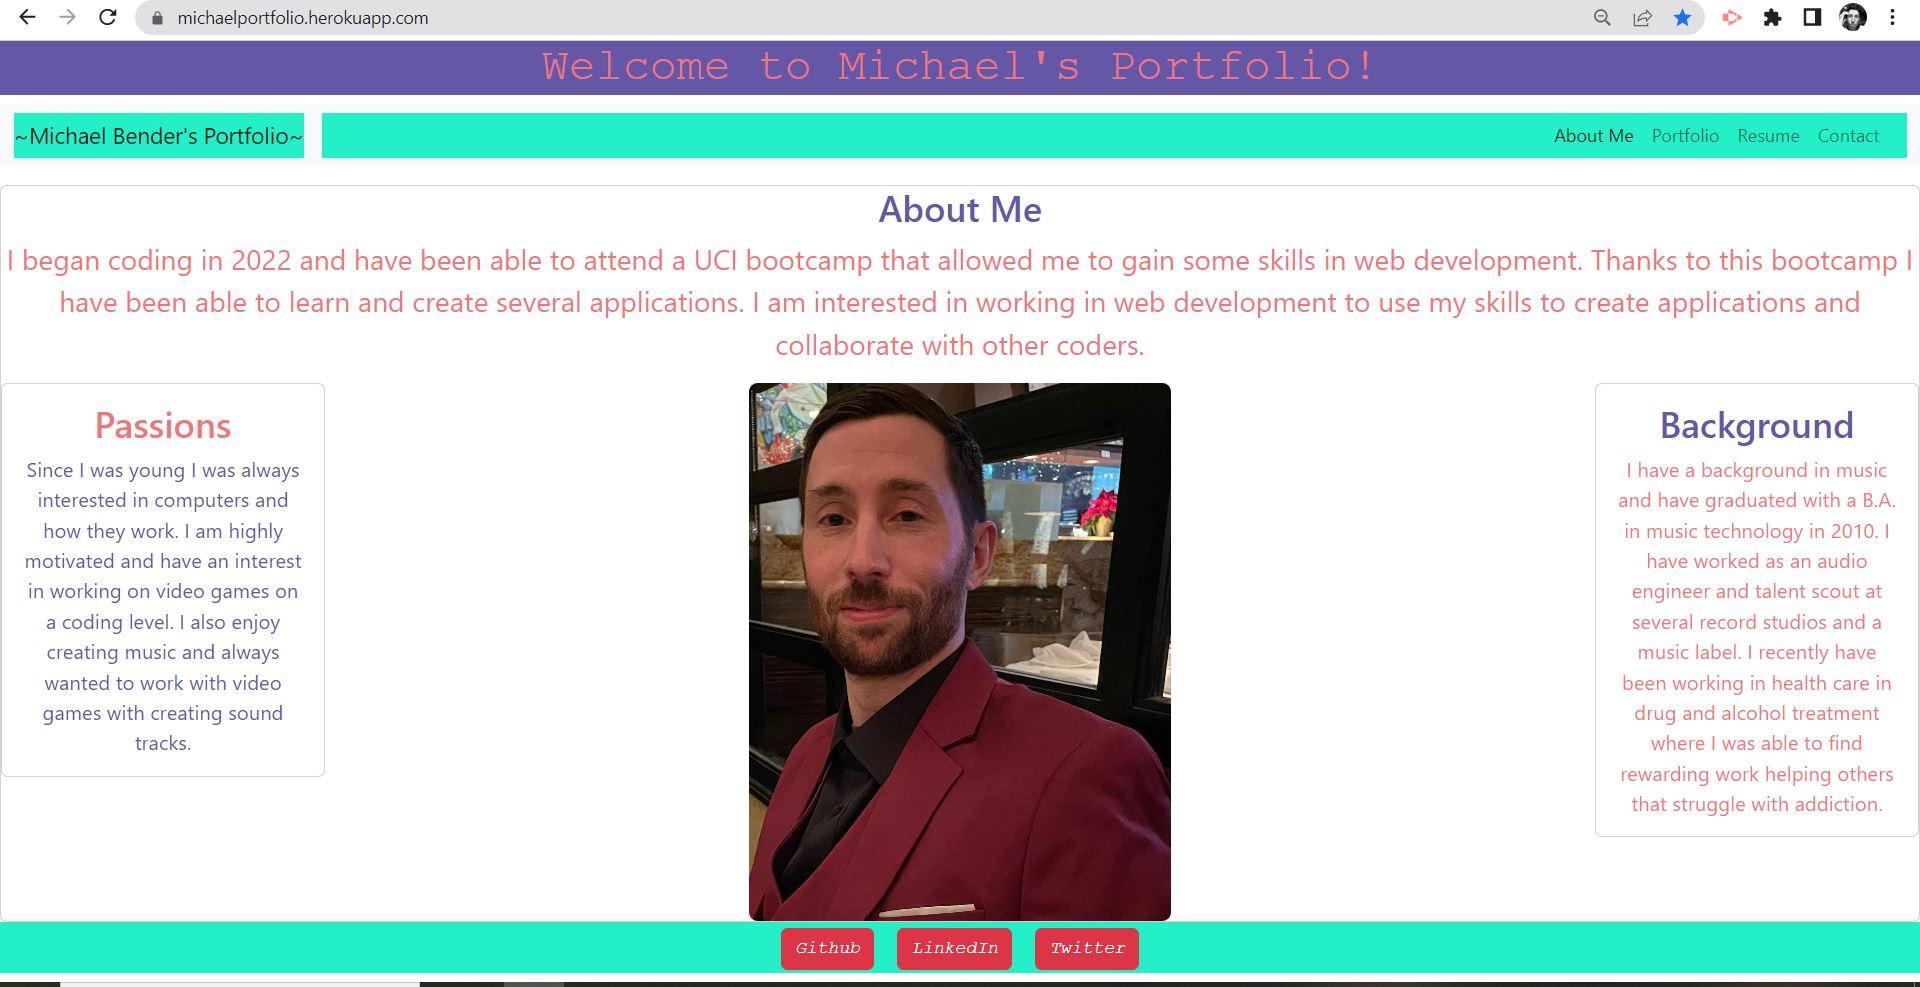 michaelportfolio.herokuapp.com
Welcome to Michael's Portfolio!
~Michael Bender's Portfolio~
About Me Portfolio Resume Contact
About Me
I began coding in 2022 and have been able to attend a UCI bootcamp that allowed me to gain some skills in web development. Thanks to this bootcamp I
have been able to learn and create several applications. I am interested in working in web development to use my skills to create applications and
collaborate with other coders.
Passions
Since I was young I was always
interested in computers and
how they work. I am highly
motivated and have an interest
in working on video games on
a coding level. I also enjoy
creating music and always
wanted to work with video
games with creating sound
tracks.
Background
I have a background in music
and have graduated with a B.A.
in music technology in 2010. I
have worked as an audio
engineer and talent scout at
several record studios and a
music label. I recently have
been working in health care in
drug and alcohol treatment
where I was able to find
rewarding work helping others
that struggle with addiction.
Github LinkedIn Twitter